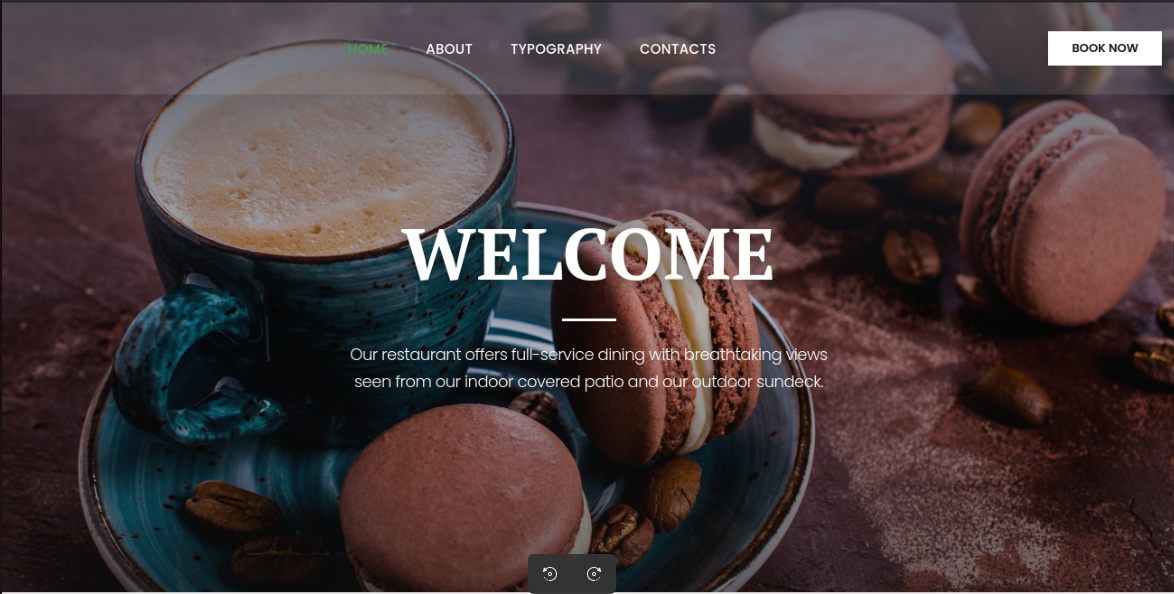 HOME ABOUT TYPOGRAPHY CONTACTS BOOK NOW
WELCOME
Our restaurant offers full-service dining with breathtaking views
seen from our indoor covered patio and our outdoor sundeck.